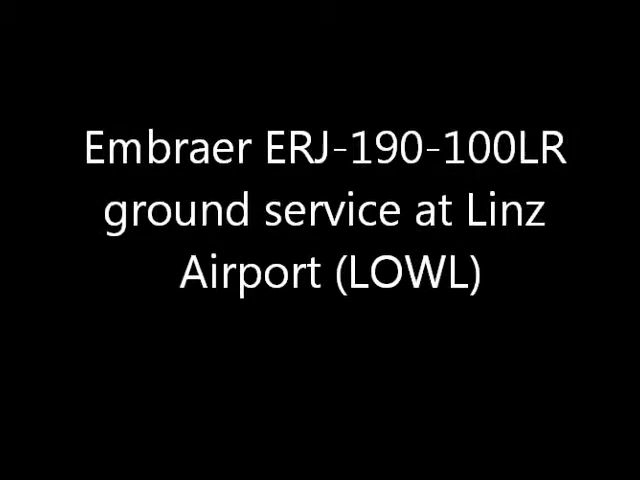 Embraer ERJ-190-100LR
ground service at Linz
Airport (LOWL)